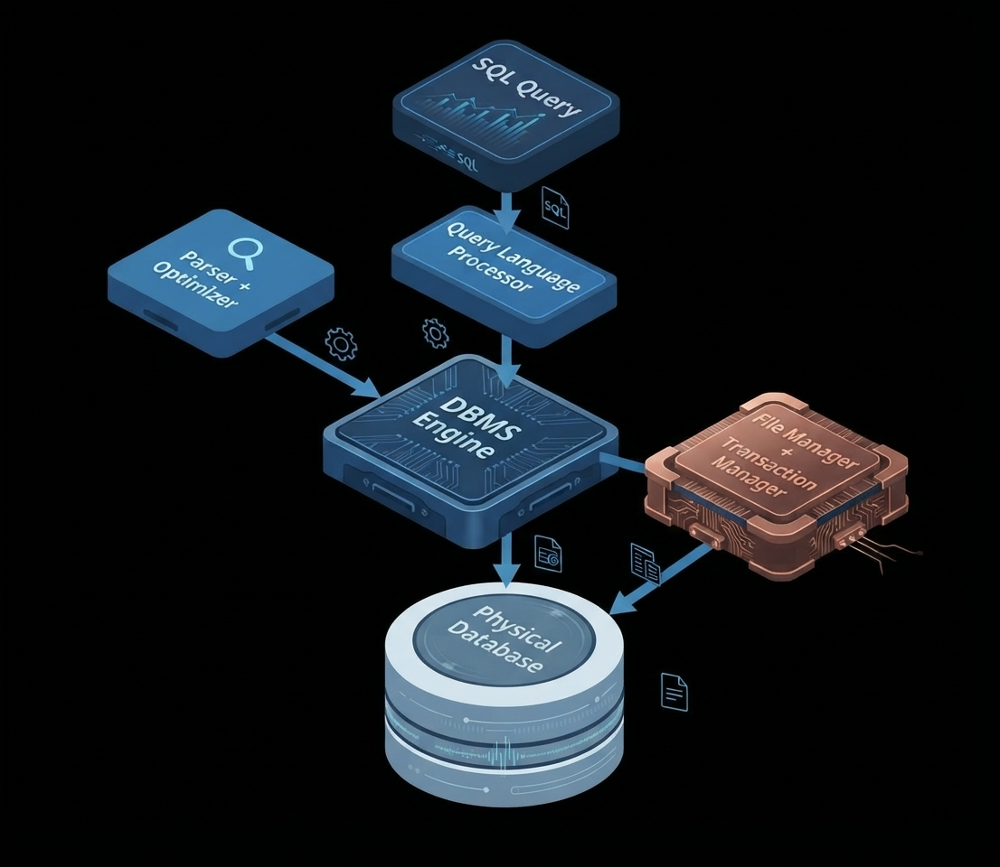 SQL Query
SQL
SQL
Query Language
Processor
Parser +
Optimizer
DBMS
Engine
File Manager
+
Transaction
Manager
Physical
Database